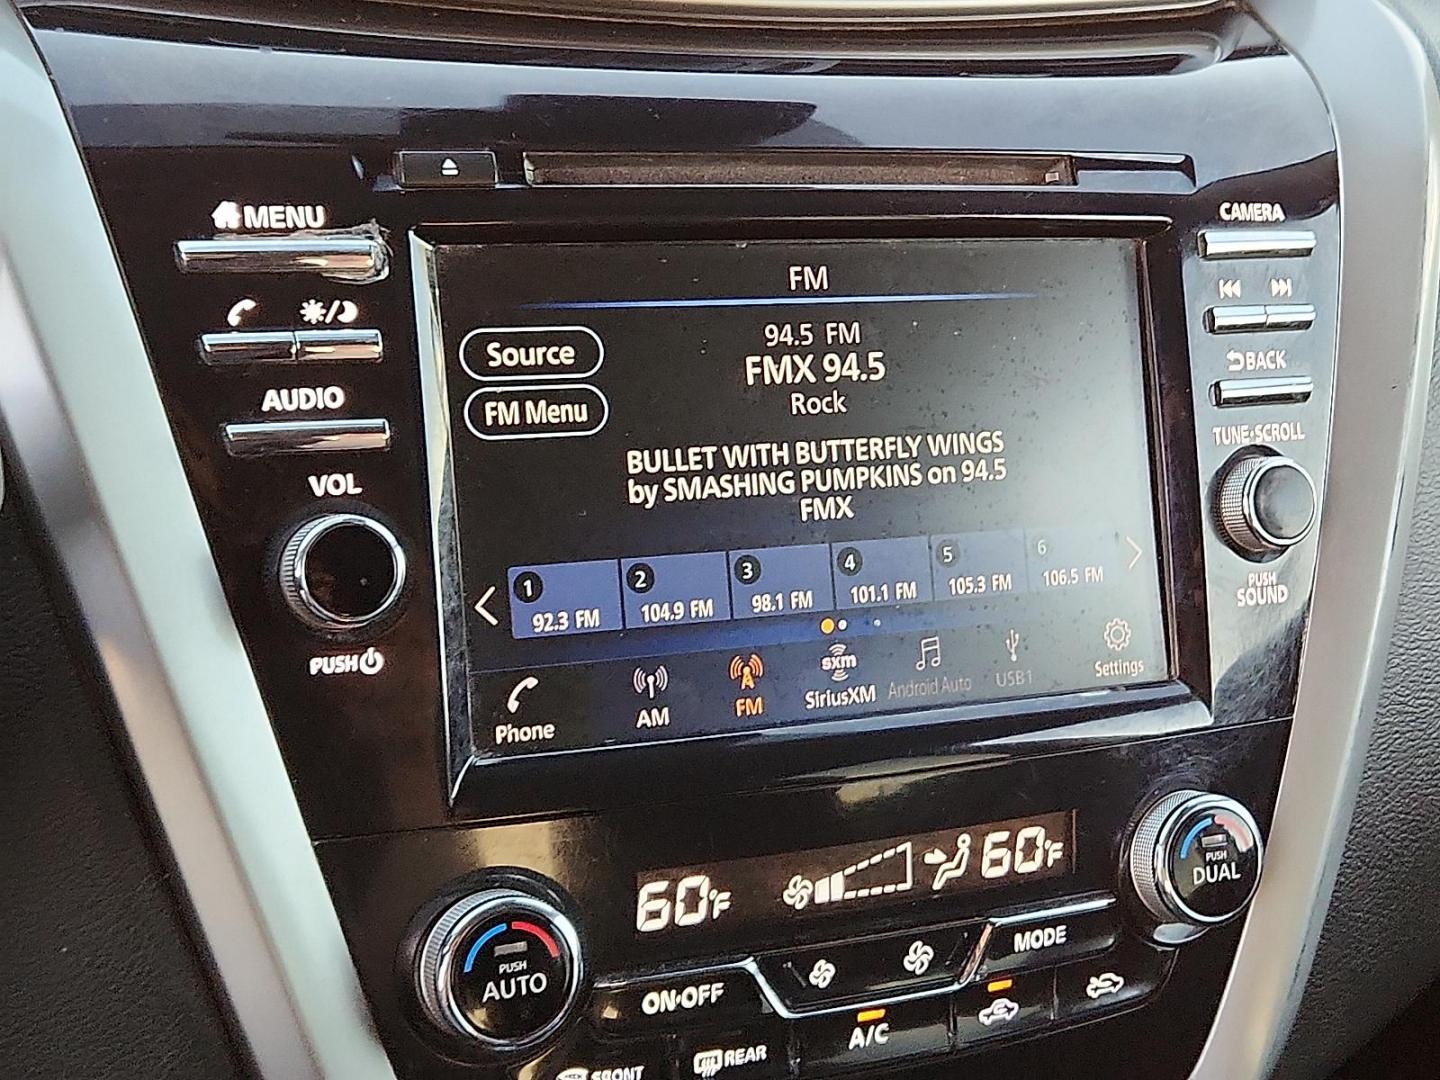 MENU
CAMERA
AUDIO
VOL
PUSH
BACK
TUNE•SCROLL
PUSH
SOUND
FM
94.5 FM
FMX 94.5
Rock
Source
FM Menu
BULLET WITH BUTTERFLY WINGS
by SMASHING PUMPKINS on 94.5
FMX
1 2 3 4 5 6
92.3 FM 104.9 FM 98.1 FM 101.1 FM 105.3 FM 106.5 FM
sxm
Phone AM FM SiriusXM Android Auto USB1 Settings
60°F 60°F
PUSH
AUTO
PUSH
DUAL
ON•OFF
MODE
A/C
FRONT
REAR